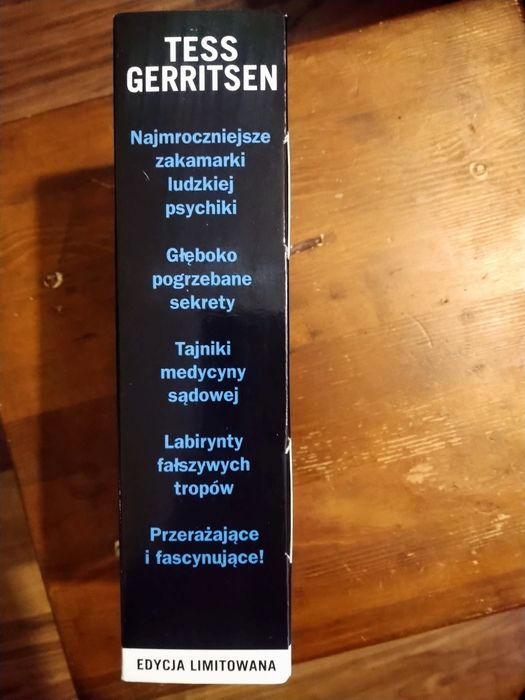 TESS
GERRITSEN
Najmroczniejsze
zakamarki
ludzkiej
psychiki
Głęboko
pogrzebane
sekrety
Tajniki
medycyny
sądowej
Labirynty
fałszywych
tropów
Przerażające
i fascynujące!
EDYCJA LIMITOWANA